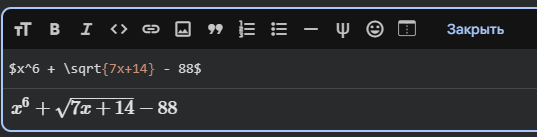 Закрыть
$x^6 + \sqrt{7x+14} - 88$
x⁶ + √7x + 14 − 88